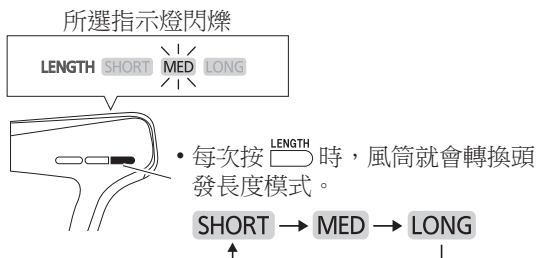 所選指示燈閃爍
LENGTH SHORT MED LONG
• 每次按 LENGTH 時，風筒就會轉換頭
發長度模式。
SHORT → MED → LONG